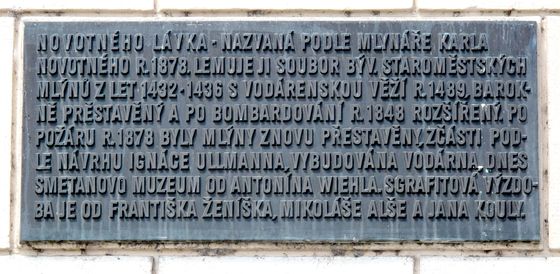 NOVOTNÉHO LÁVKA - NAZVANÁ PODLE MLYNÁŘE KARLA
NOVOTNÉHO R.1878. LEMUJE JI SOUBOR BÝV. STAROMĚSTSKÝCH
MLÝNŮ Z LET 1432-1436 S VODÁRENSKOU VĚŽÍ R.1489. BAROK-
NĚ PŘESTAVĚNÝ A PO BOMBARDOVÁNÍ R.1848 ROZŠÍŘENÝ. PO
POŽÁRU R.1878 BYLY MLÝNY ZNOVU PŘESTAVĚNY, ZČÁSTI POD-
LE NÁVRHU IGNÁCE ULLMANNA, VYBUDOVÁNA VODÁRNA. DNES
SMETANOVO MUZEUM OD ANTONÍNA WIEHLA. SGRAFITOVÁ VÝZDO-
BA JE OD FRANTIŠKA ŽENÍŠKA, MIKOLÁŠE ALŠE A JANA KOULY.